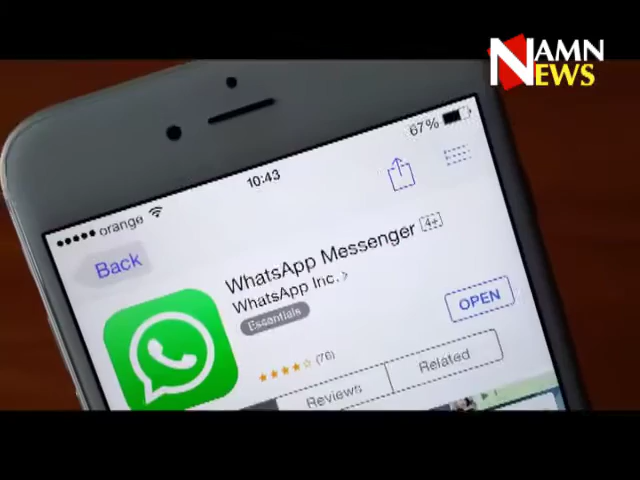 NAMN
NEWS
67%
10:43
orange
Back
WhatsApp Messenger 4+
WhatsApp Inc. >
Essentials
OPEN
(76)
Reviews
Related